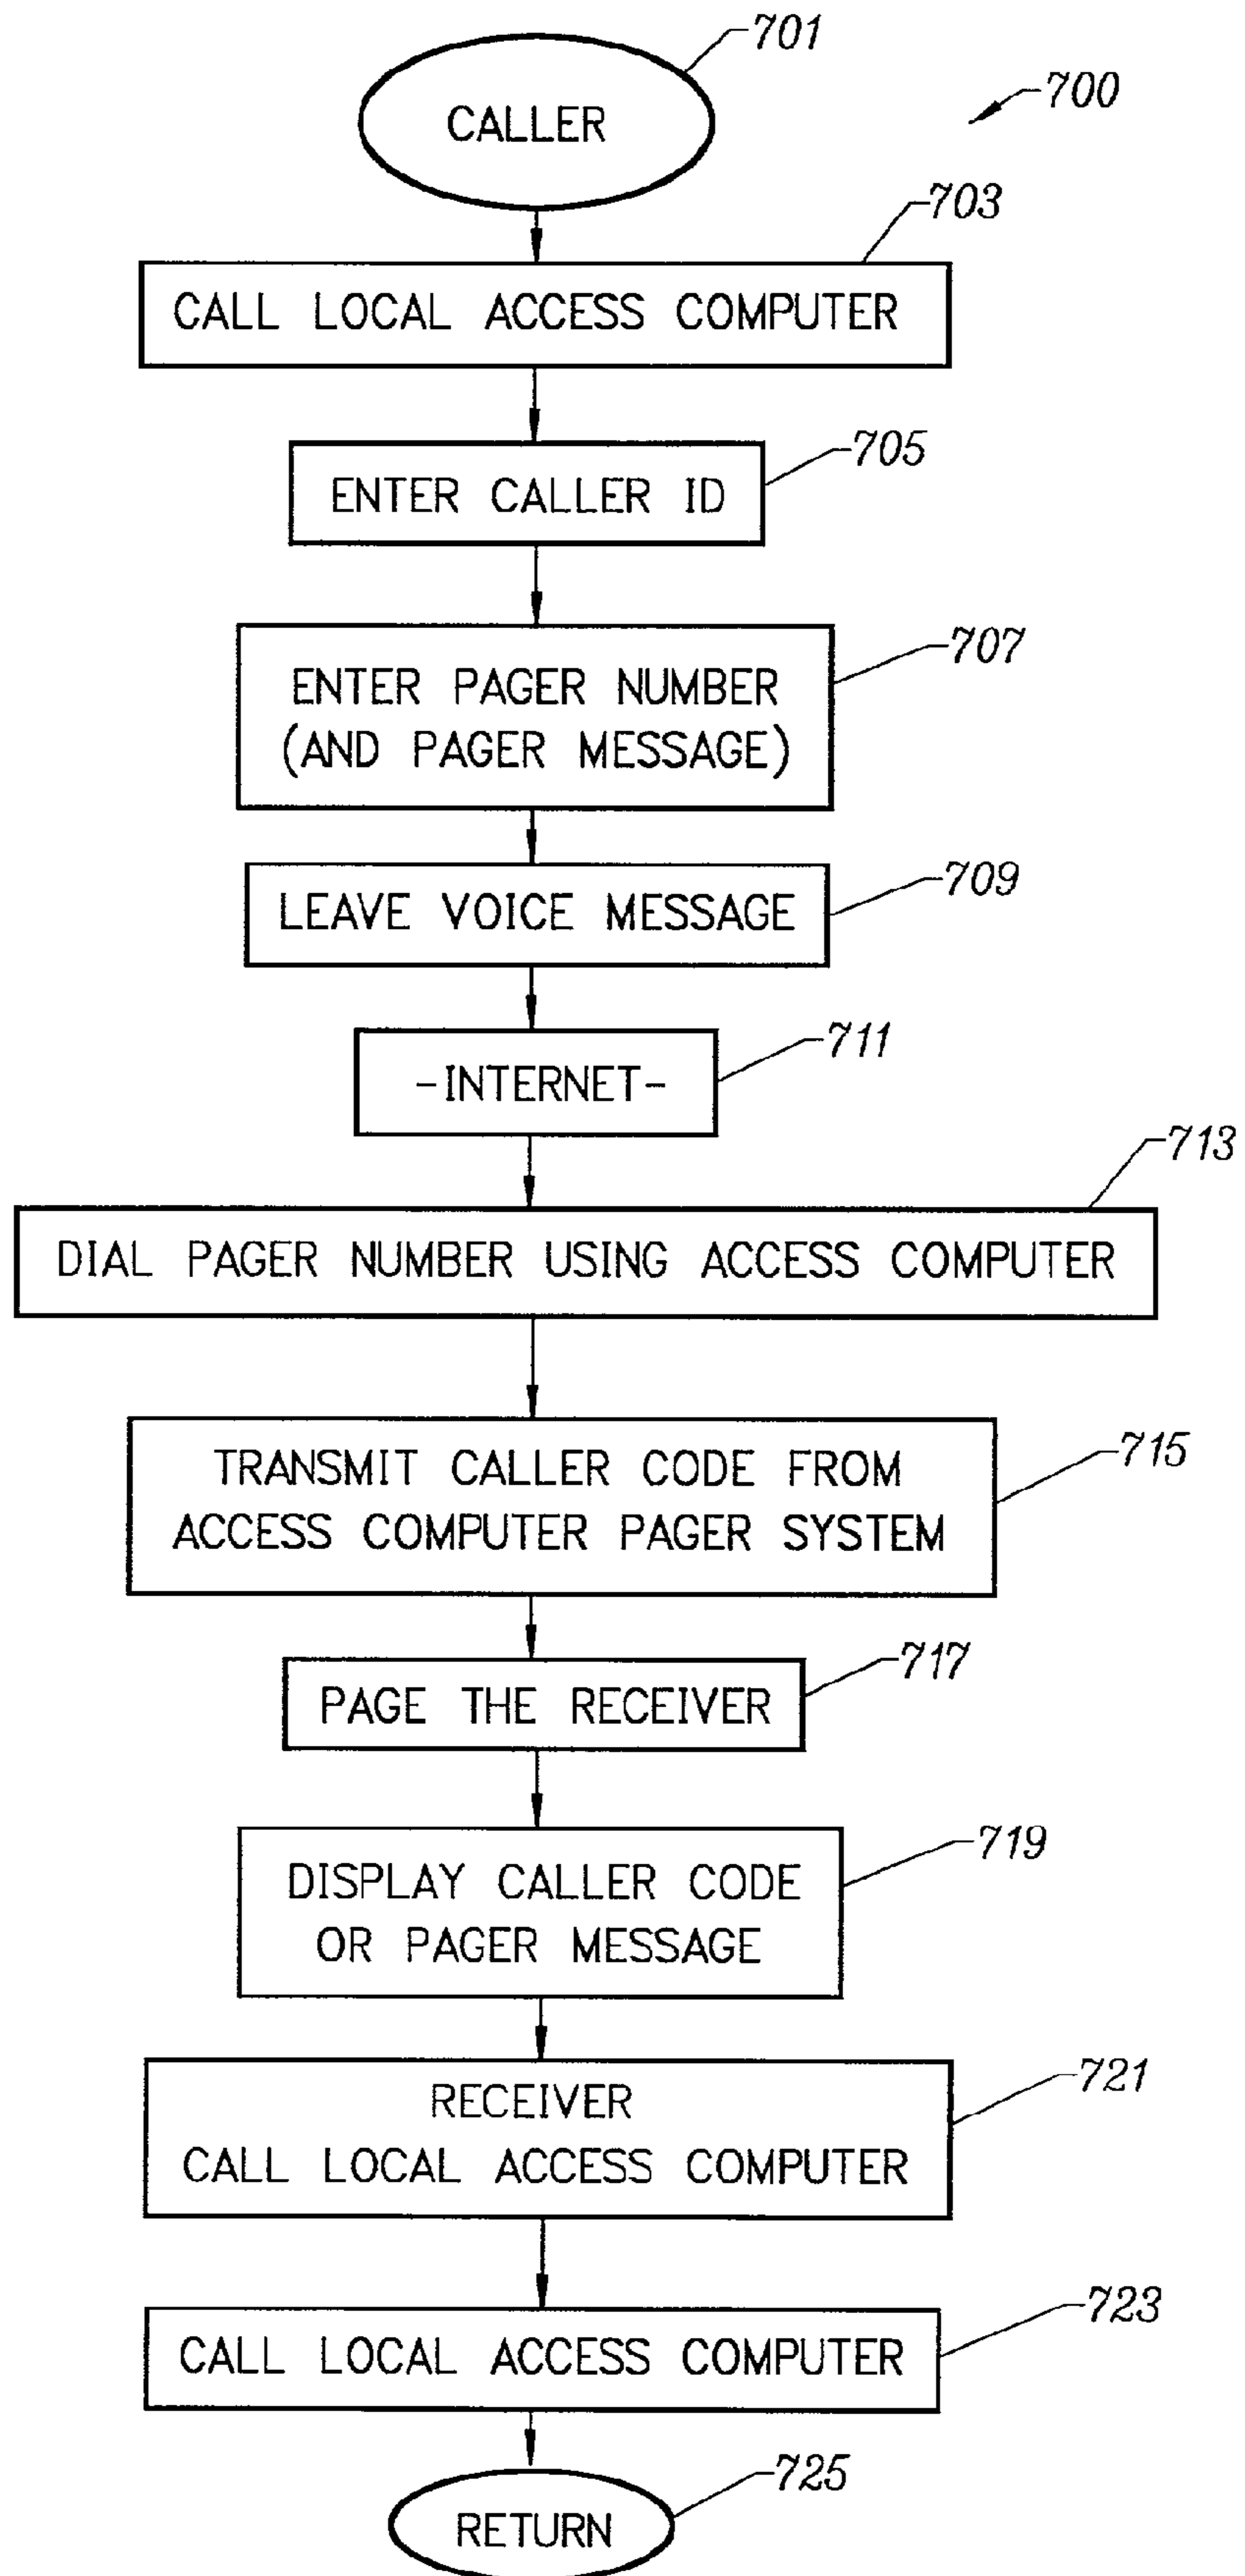 701
CALLER
700
703
CALL LOCAL ACCESS COMPUTER
705
ENTER CALLER ID
707
ENTER PAGER NUMBER
(AND PAGER MESSAGE)
709
LEAVE VOICE MESSAGE
711
-INTERNET-
713
DIAL PAGER NUMBER USING ACCESS COMPUTER
715
TRANSMIT CALLER CODE FROM
ACCESS COMPUTER PAGER SYSTEM
717
PAGE THE RECEIVER
719
DISPLAY CALLER CODE
OR PAGER MESSAGE
721
RECEIVER
CALL LOCAL ACCESS COMPUTER
723
CALL LOCAL ACCESS COMPUTER
725
RETURN